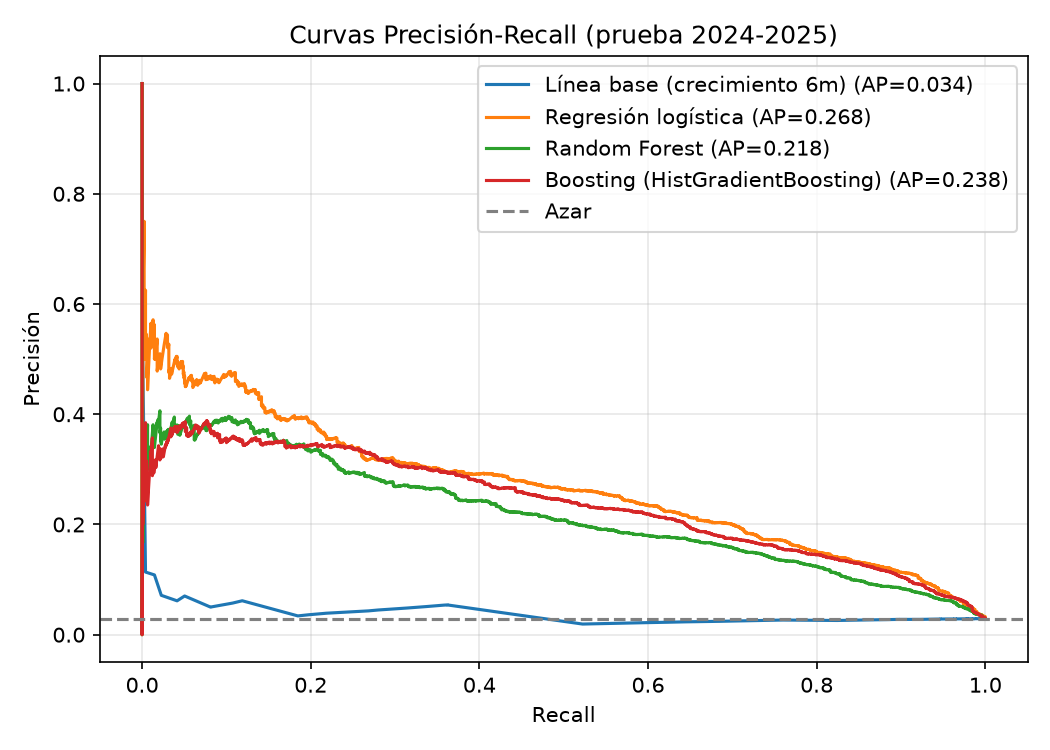 Curvas Precisión-Recall (prueba 2024-2025)
Línea base (crecimiento 6m) (AP=0.034)
Regresión logística (AP=0.268)
Random Forest (AP=0.218)
Boosting (HistGradientBoosting) (AP=0.238)
Azar
Precisión
1.0
0.8
0.6
0.4
0.2
0.0
0.0 0.2 0.4 0.6 0.8 1.0
Recall